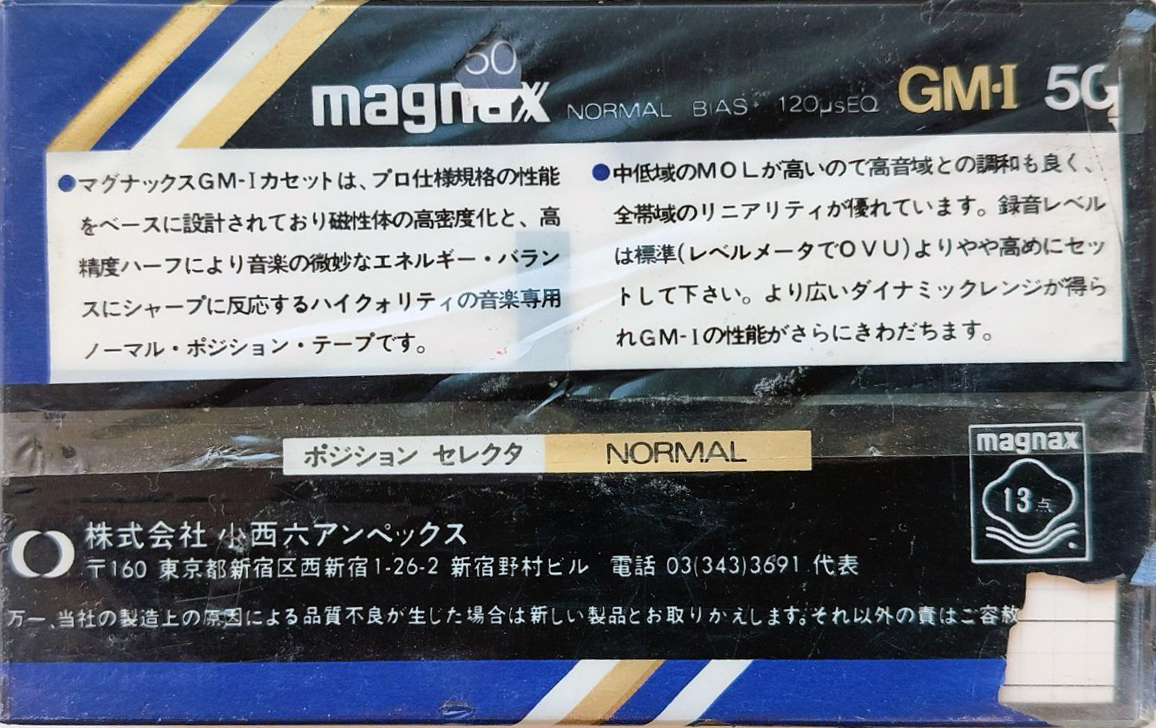 50
magnax NORMAL BIAS 120μsEQ GM-I 50
●マグナックスGM-Iカセットは、プロ仕様規格の性能
をベースに設計されており磁性体の高密度化と、高
精度ハーフにより音楽の微妙なエネルギー・バラン
スにシャープに反応するハイクォリティの音楽専用
ノーマル・ポジション・テープです。
●中低域のMOLが高いので高音域との調和も良く、
全帯域のリニアリティが優れています。録音レベル
は標準(レベルメータでOVU)よりやや高めにセッ
トして下さい。より広いダイナミックレンジが得ら
れGM-Iの性能がさらにきわだちます。
ポジション セレクタ NORMAL
magnax
13点
株式会社 小西六アンペックス
〒160 東京都新宿区西新宿1-26-2 新宿野村ビル 電話 03(343)3691 代表
万一、当社の製造上の原因による品質不良が生じた場合は新しい製品とお取りかえします。それ以外の責はご容赦